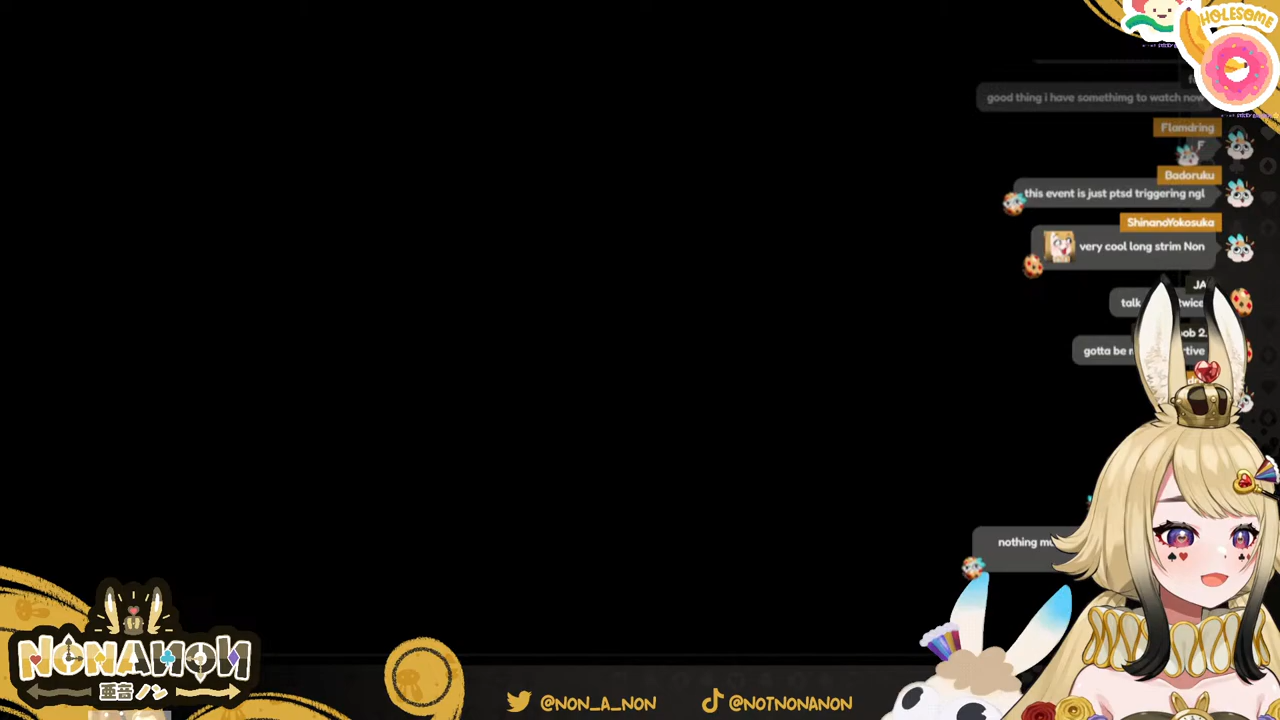 HOLESOME
good thing i have somethimg to watch now
Flamdring
F
Badoruku
this event is just ptsd triggering ngl
ShinanoYokosuka
very cool long strim Non
JA
talk
twice
gotta be
nothing
NONANON
亜音ノン
@NON_A_NON
@NOTNONANON